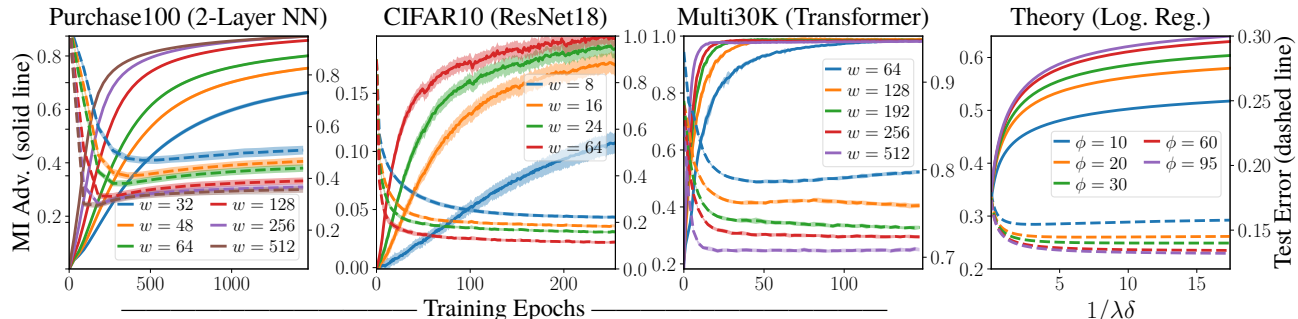 Purchase100 (2-Layer NN)
CIFAR10 (ResNet18)
Multi30K (Transformer)
Theory (Log. Reg.)
MI Adv. (solid line)
0.8
0.6
0.4
0.2
0.8
0.6
0.4
0.2
0
500
1000
w = 32
w = 48
w = 64
w = 128
w = 256
w = 512
0.15
0.10
0.05
0.00
1.0
0.8
0.6
0.4
0.2
0.0
0
100
200
w = 8
w = 16
w = 24
w = 64
1.0
0.8
0.6
0.4
0.2
0.9
0.8
0.7
0
50
100
w = 64
w = 128
w = 192
w = 256
w = 512
0.6
0.5
0.4
0.3
0.2
0.30
0.25
0.20
0.15
0
5
10
15
ϕ = 10
ϕ = 20
ϕ = 30
ϕ = 60
ϕ = 95
Test Error (dashed line)
Training Epochs
1/λδ